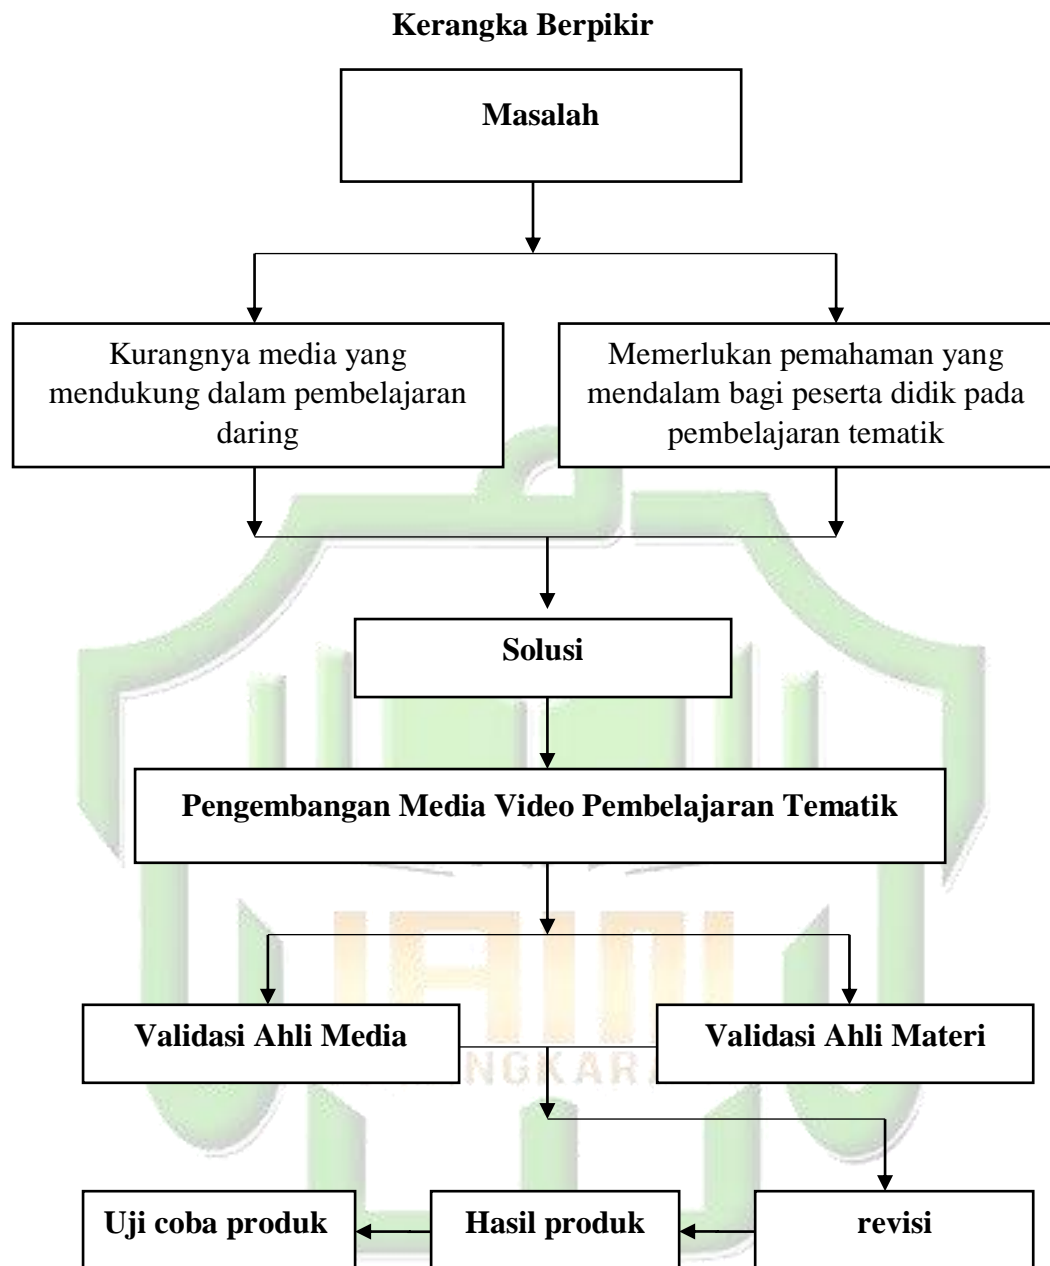 Kerangka Berpikir
Masalah
Kurangnya media yang
mendukung dalam pembelajaran
daring
Memerlukan pemahaman yang
mendalam bagi peserta didik pada
pembelajaran tematik
Solusi
Pengembangan Media Video Pembelajaran Tematik
IAIN
Validasi Ahli Media
Validasi Ahli Materi
NGKARA
Uji coba produk
Hasil produk
revisi